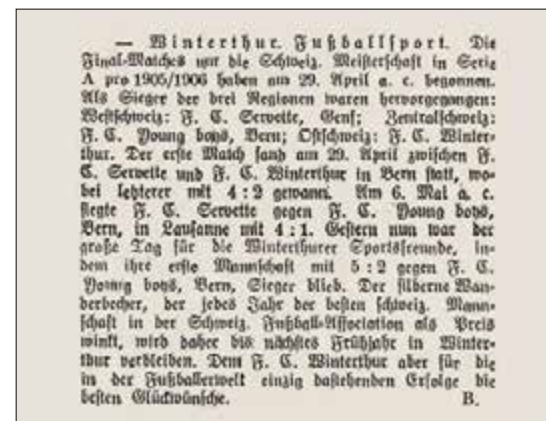 — Winterthur. Fußballsport. Die
Final-Matches um die Schweiz. Meisterschaft in Serie
A pro 1905/1906 haben am 29. April a. c. begonnen.
Als Sieger der drei Regionen waren hervorgegangen:
Westschweiz: F. C. Servette, Genf; Zentralschweiz:
F. C. Young boys, Bern; Ostschweiz: F. C. Winter-
thur. Der erste Match fand am 29. April zwischen F.
C. Servette und F. C. Winterthur in Bern statt, wo-
bei letzterer mit 4 : 2 gewann. Am 6. Mai a. c.
siegte F. C. Servette gegen F. C. Young boys,
Bern, in Lausanne mit 4 : 1. Gestern nun war der
große Tag für die Winterthurer Sportsfreunde, in-
dem ihre erste Mannschaft mit 5 : 2 gegen F. C.
Young boys, Bern, Sieger blieb. Der silberne Wan-
derbecher, der jedes Jahr der besten schweiz. Mann-
schaft in der Schweiz. Fußball-Association als Preis
winkt, wird daher bis nächstes Frühjahr in Winter-
thur verbleiben. Dem F. C. Winterthur aber für die
in der Fußballerwelt einzig dastehenden Erfolge die
besten Glückwünsche. B.